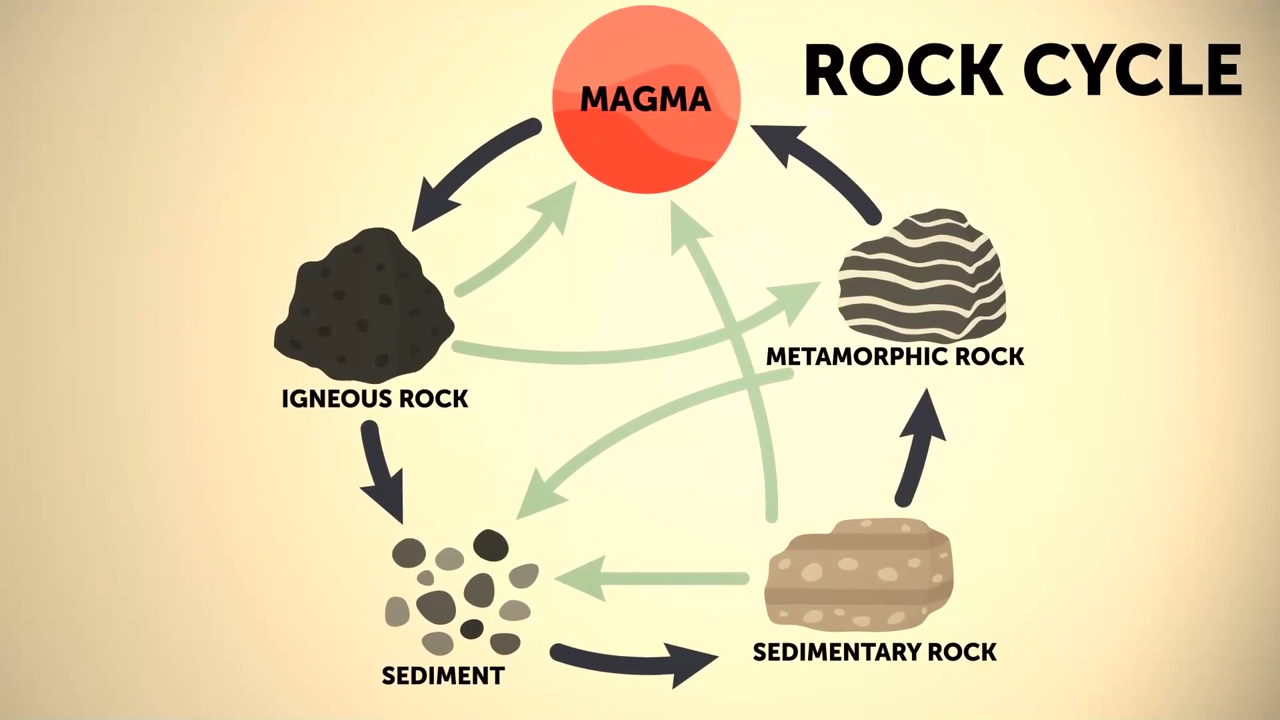 ROCK CYCLE
MAGMA
IGNEOUS ROCK
METAMORPHIC ROCK
SEDIMENT
SEDIMENTARY ROCK